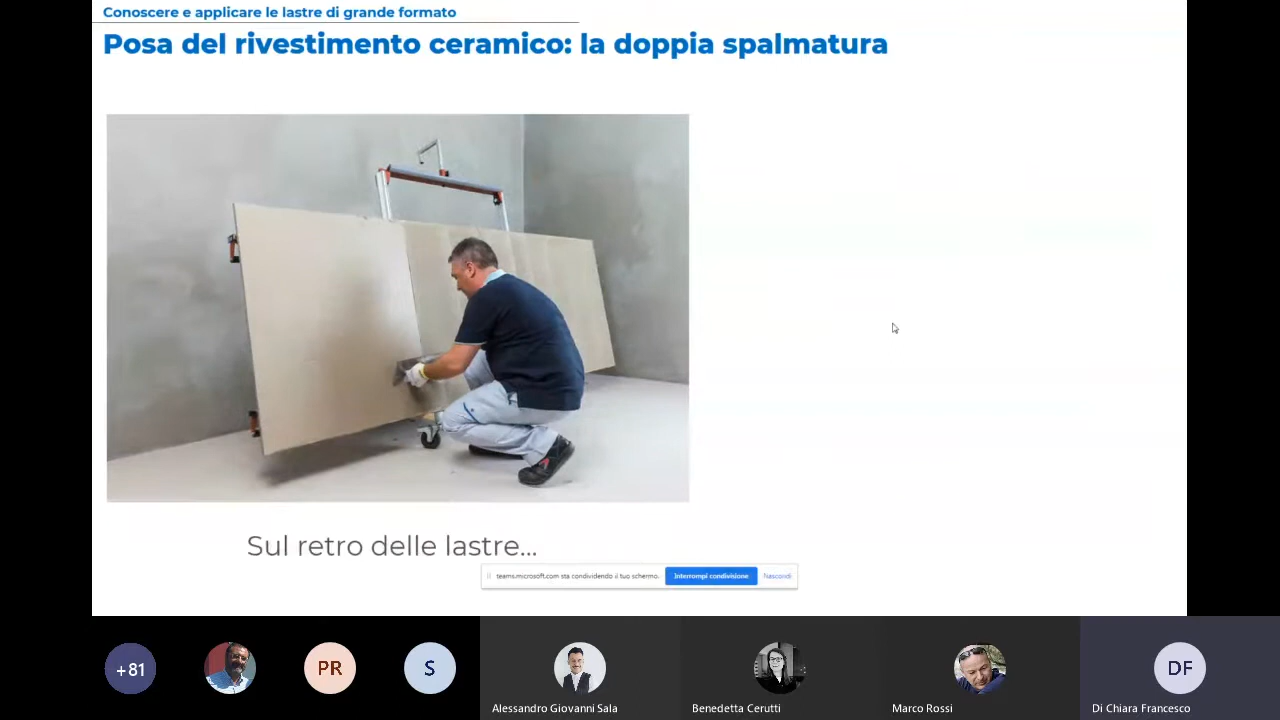 Conoscere e applicare le lastre di grande formato
Posa del rivestimento ceramico: la doppia spalmatura
Sul retro delle lastre...
teams.microsoft.com sta condividendo il tuo schermo.
Interrompi condivisione
Nascondi
+81
PR
S
DF
Alessandro Giovanni Sala
Benedetta Cerutti
Marco Rossi
Di Chiara Francesco